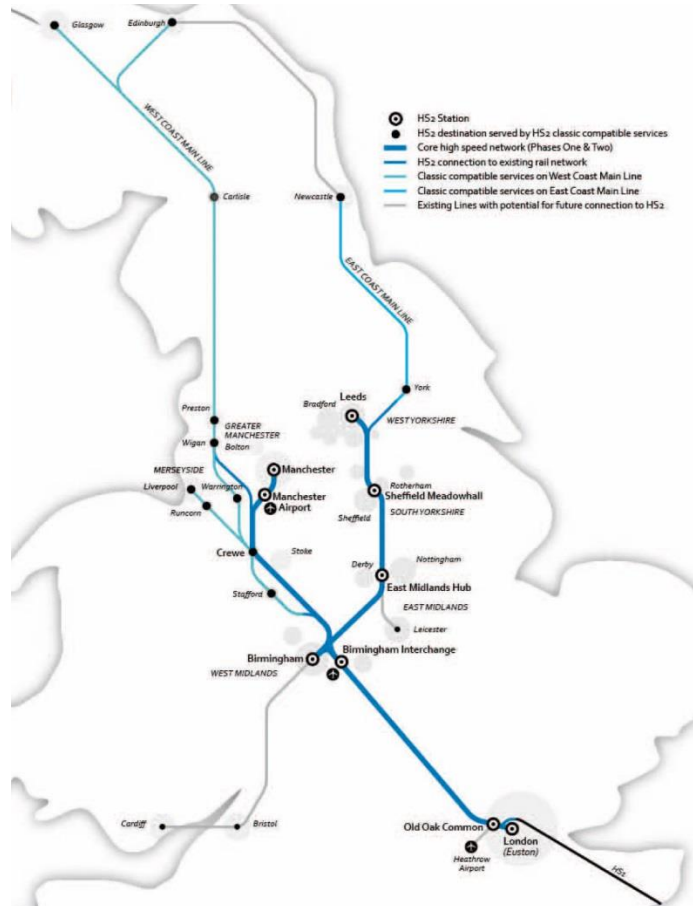 Glasgow
Edinburgh
WEST COAST MAIN LINE
HS2 Station
HS2 destination served by HS2 classic compatible services
Core high speed network (Phases One & Two)
HS2 connection to existing rail network
Classic compatible services on West Coast Main Line
Classic compatible services on East Coast Main Line
Existing Lines with potential for future connection to HS2
Carlisle
Newcastle
EAST COAST MAIN LINE
York
Leeds
Bradford
WEST YORKSHIRE
Preston
GREATER
MANCHESTER
Wigan
Bolton
MERSEYSIDE
Manchester
Liverpool
Warrington
Manchester
Airport
Runcorn
Rotherham
Sheffield Meadowhall
Sheffield
SOUTH YORKSHIRE
Crewe
Stoke
Derby
Nottingham
East Midlands Hub
Stafford
EAST MIDLANDS
Leicester
Birmingham
Birmingham Interchange
WEST MIDLANDS
Cardiff
Bristol
Old Oak Common
London
(Euston)
Heathrow
Airport
HS1